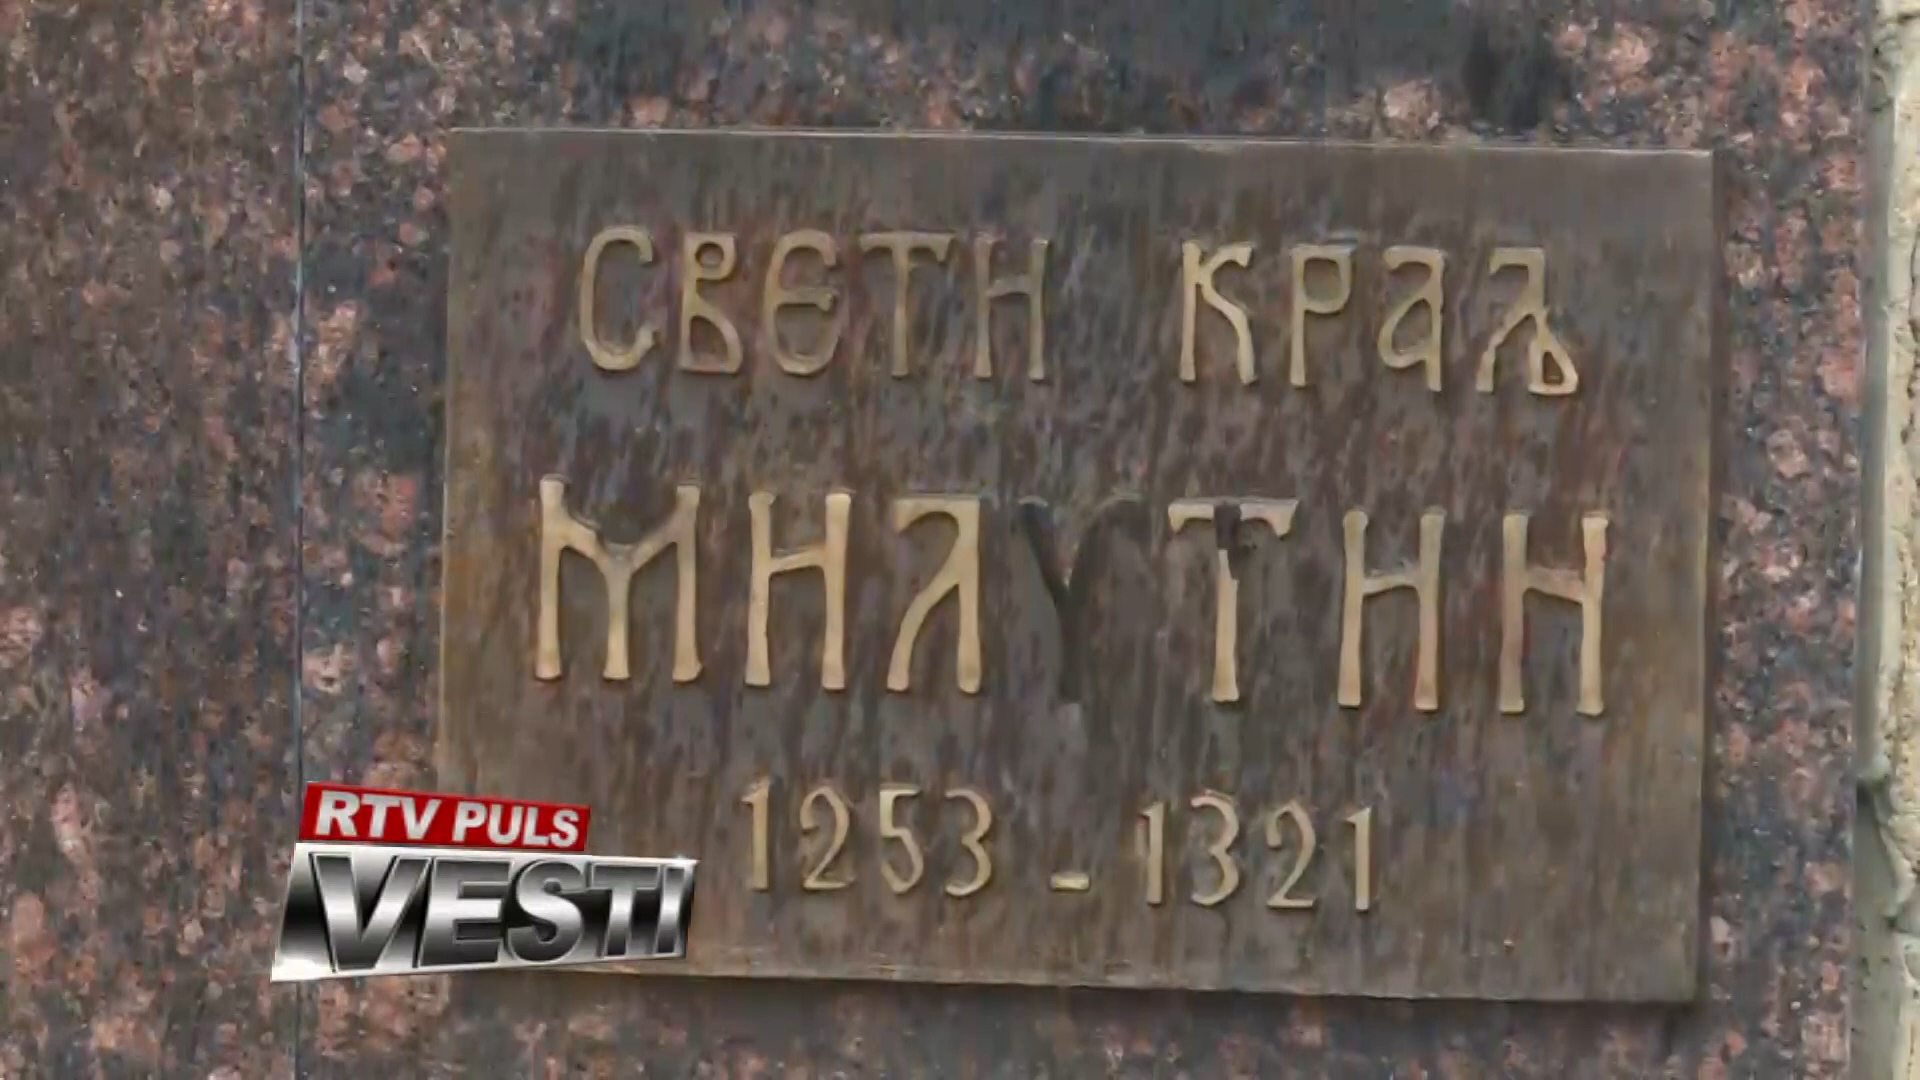 СВЕТИ КРАЉ
МИЛУТИН
1253 - 1321
RTV PULS
VESTI